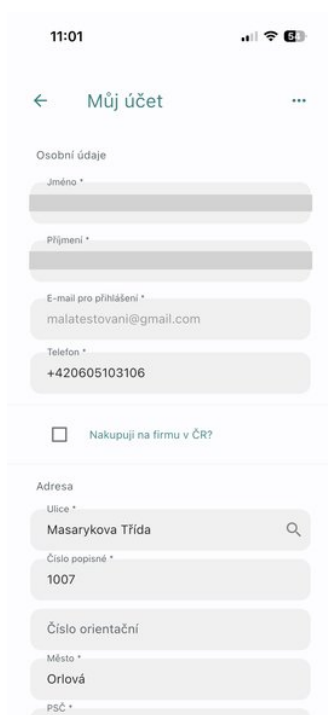 11:01
54
Můj účet
Osobní údaje
Jméno *
Příjmení *
E-mail pro přihlášení *
malatestovani@gmail.com
Telefon *
+420605103106
Nakupuji na firmu v ČR?
Adresa
Ulice *
Masarykova Třída
Číslo popisné *
1007
Číslo orientační
Město *
Orlová
PSČ *